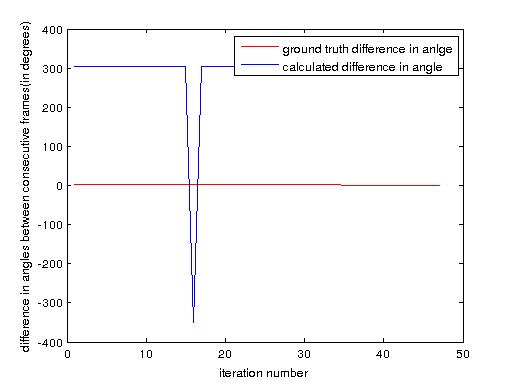 400
300
200
100
0
-100
-200
-300
-400
difference in angles between consecutive frames(in degrees)
ground truth difference in anlge
calculated difference in angle
0 10 20 30 40 50
iteration number